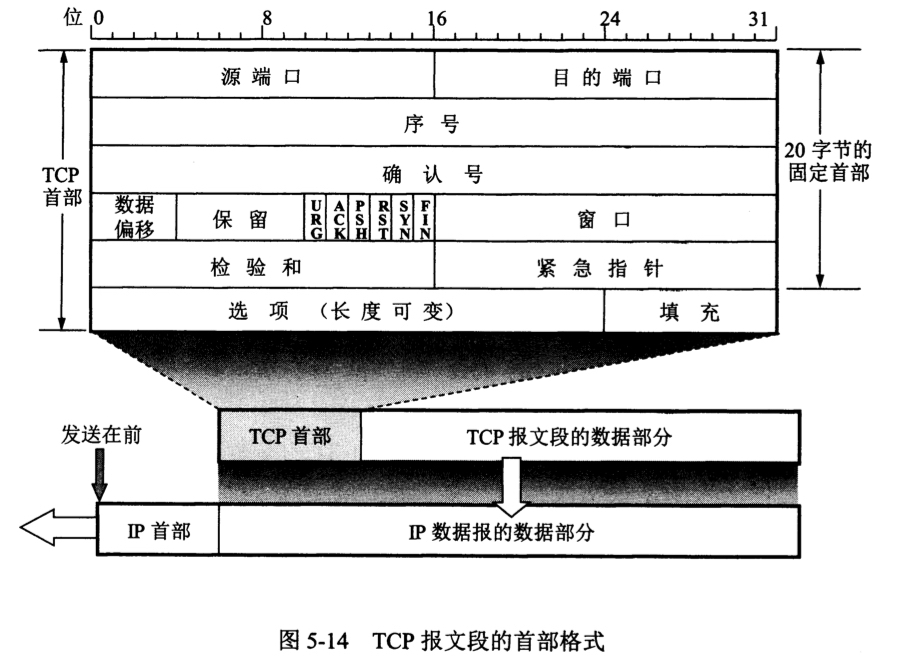 位 0 8 16 24 31
源端口 目的端口
序号
确认号
20 字节的
固定首部
TCP
首部
数据
偏移
保留
URG
ACK
PSH
RST
SYN
FIN
窗口
检验和 紧急指针
选项 （长度可变） 填充
发送在前
TCP 首部 TCP 报文段的数据部分
IP 首部 IP 数据报的数据部分
图 5-14 TCP 报文段的首部格式